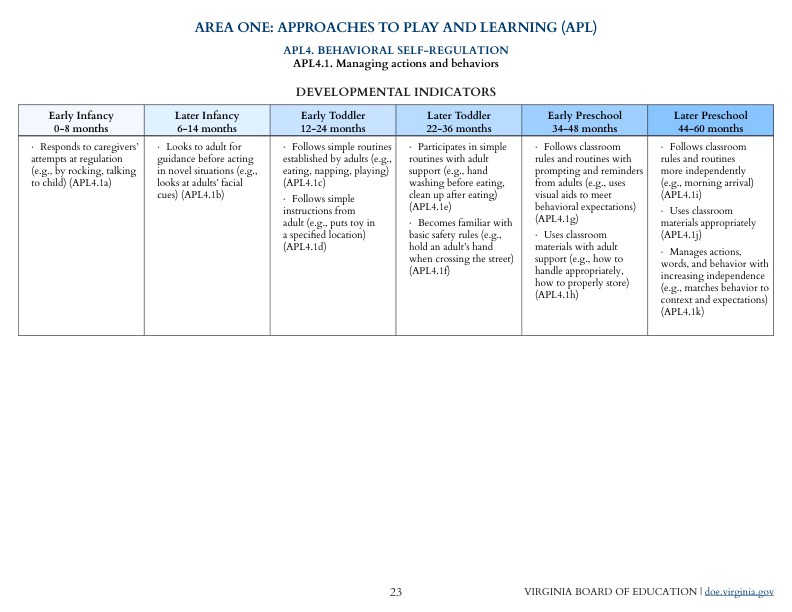 AREA ONE: APPROACHES TO PLAY AND LEARNING (APL)
APL4. BEHAVIORAL SELF-REGULATION
APL4.1. Managing actions and behaviors
DEVELOPMENTAL INDICATORS
Early Infancy
0–8 months
· Responds to caregivers'
attempts at regulation
(e.g., by rocking, talking
to child) (APL4.1a)
Later Infancy
6–14 months
· Looks to adult for
guidance before acting
in novel situations (e.g.,
looks at adults' facial
cues) (APL4.1b)
Early Toddler
12–24 months
· Follows simple routines
established by adults (e.g.,
eating, napping, playing)
(APL4.1c)
· Follows simple
instructions from
adult (e.g., puts toy in
a specified location)
(APL4.1d)
Later Toddler
22–36 months
· Participates in simple
routines with adult
support (e.g., hand
washing before eating,
clean up after eating)
(APL4.1e)
· Becomes familiar with
basic safety rules (e.g.,
hold an adult's hand
when crossing the street)
(APL4.1f)
Early Preschool
34–48 months
· Follows classroom
rules and routines with
prompting and reminders
from adults (e.g., uses
visual aids to meet
behavioral expectations)
(APL4.1g)
· Uses classroom
materials with adult
support (e.g., how to
handle appropriately,
how to properly store)
(APL4.1h)
Later Preschool
44–60 months
· Follows classroom
rules and routines
more independently
(e.g., morning arrival)
(APL4.1i)
· Uses classroom
materials appropriately
(APL4.1j)
· Manages actions,
words, and behavior with
increasing independence
(e.g., matches behavior to
context and expectations)
(APL4.1k)
23
VIRGINIA BOARD OF EDUCATION | doe.virginia.gov